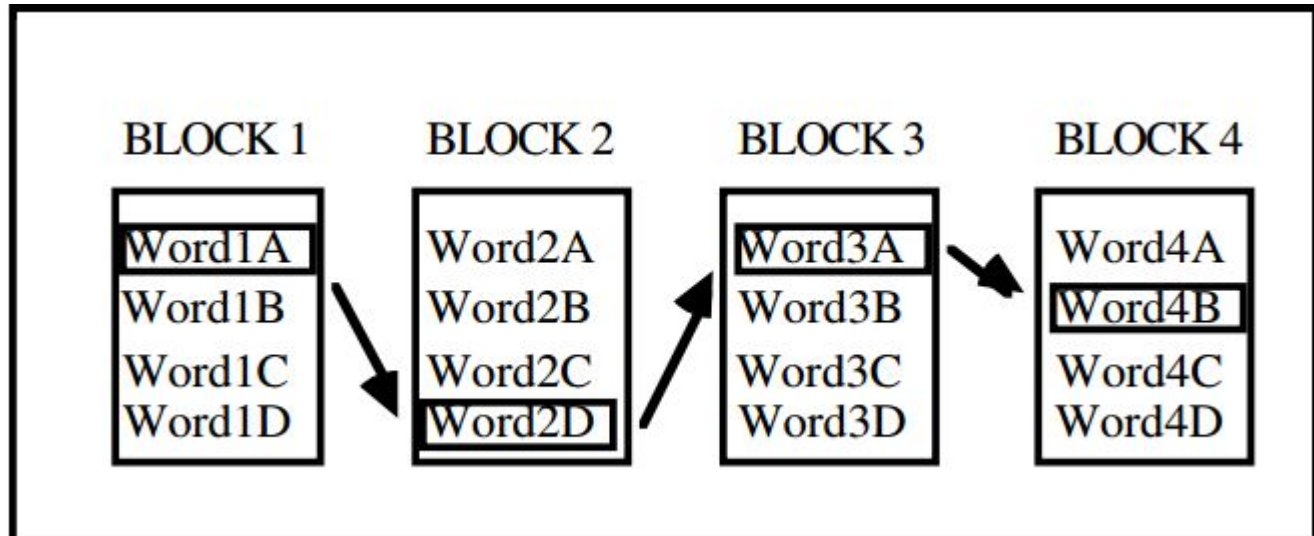 BLOCK 1 BLOCK 2 BLOCK 3 BLOCK 4
Word1A Word2A Word3A Word4A
Word1B Word2B Word3B Word4B
Word1C Word2C Word3C Word4C
Word1D Word2D Word3D Word4D